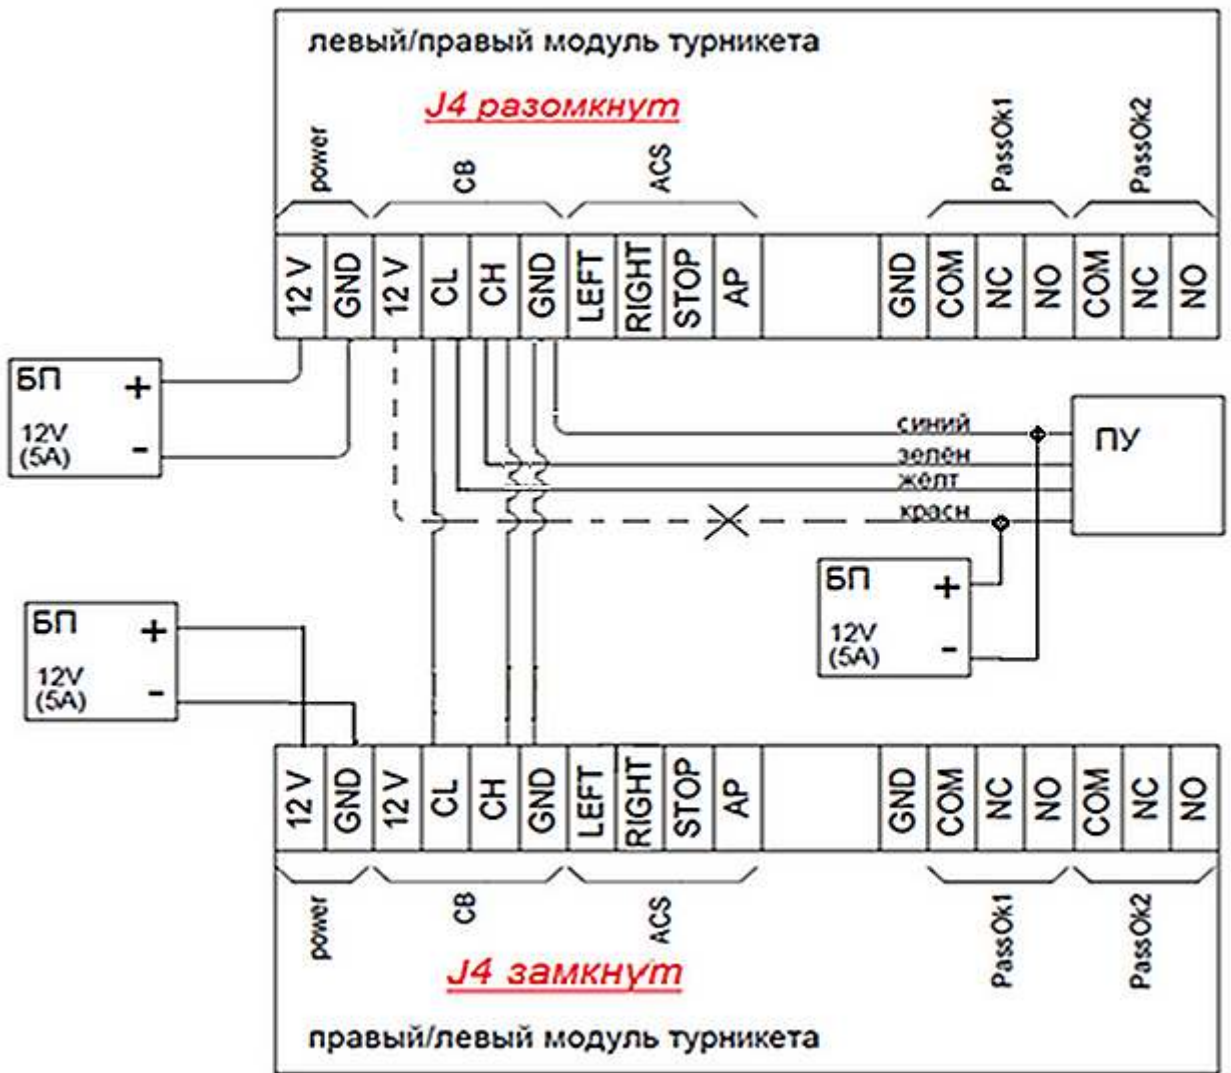 левый/правый модуль турникета
J4 разомкнут
power
CB
ACS
PassOk1
PassOk2
12 V
GND
12 V
CL
CH
GND
LEFT
RIGHT
STOP
AP
GND
COM
NC
NO
COM
NC
NO
БП
+
12V
(5A)
-
синий
зелён
жёлт
красн
ПУ
БП
+
12V
(5A)
-
БП
+
12V
(5A)
-
12 V
GND
12 V
CL
CH
GND
LEFT
RIGHT
STOP
AP
GND
COM
NC
NO
COM
NC
NO
power
CB
ACS
PassOk1
PassOk2
J4 замкнут
правый/левый модуль турникета